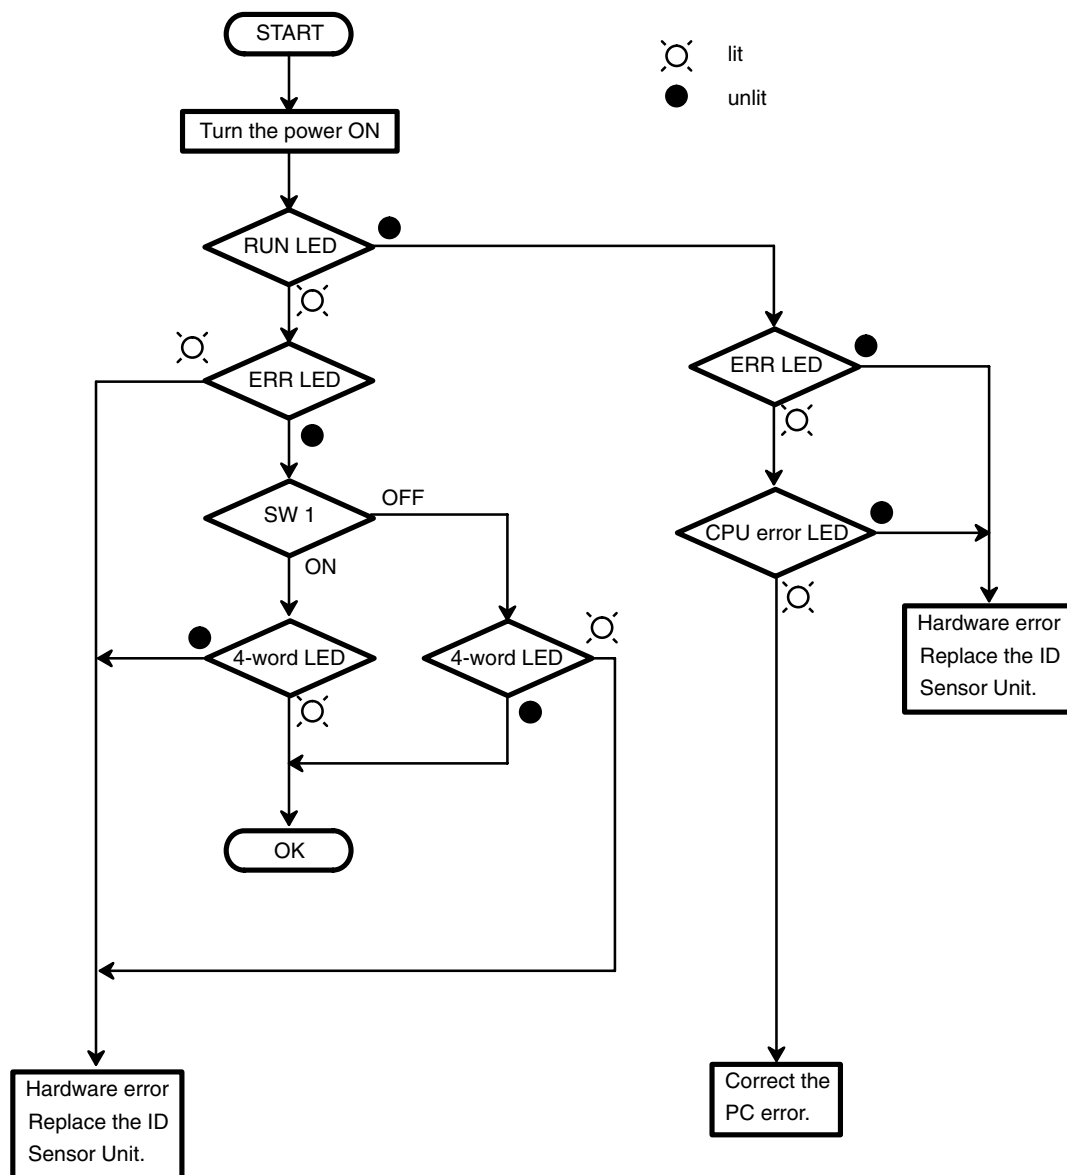 START
lit
unlit
Turn the power ON
RUN LED
ERR LED
ERR LED
SW 1
OFF
ON
CPU error LED
4-word LED
4-word LED
Hardware error
Replace the ID
Sensor Unit.
OK
Hardware error
Replace the ID
Sensor Unit.
Correct the
PC error.